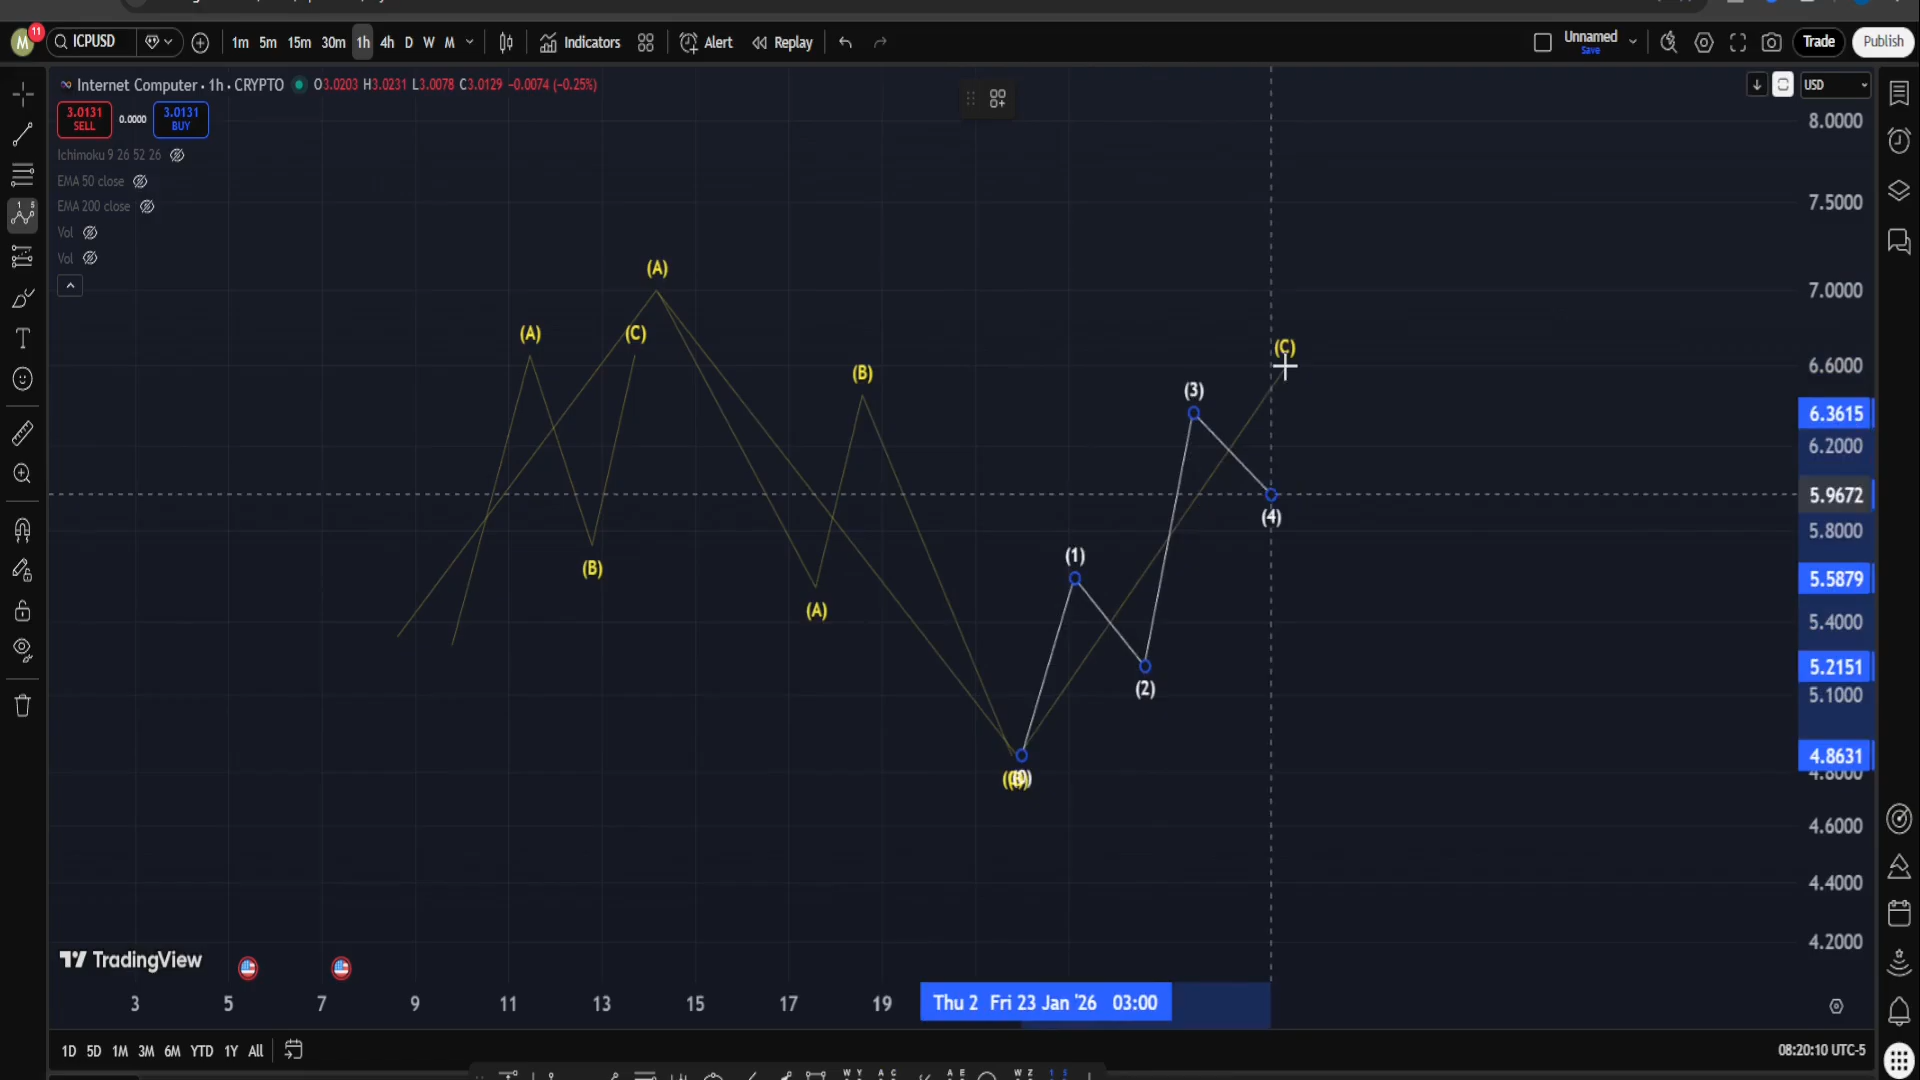 M 11 ICPUSD 1m 5m 15m 30m 1h 4h D W M Indicators Alert Replay Unnamed Save Trade Publish
Internet Computer · 1h · CRYPTO O3.0203 H3.0231 L3.0078 C3.0129 −0.0074 (−0.25%) USD
3.0131 SELL 0.0000 3.0131 BUY
Ichimoku 9 26 52 26
EMA 50 close
EMA 200 close
Vol
Vol
(A)
(A)
(C)
(B)
(B)
(A)
(C)
(3)
(4)
(1)
(2)
8.0000
7.5000
7.0000
6.6000
6.3615
6.2000
5.9672
5.8000
5.5879
5.4000
5.2151
5.1000
4.8631
4.8000
4.6000
4.4000
4.2000
TradingView
3 5 7 9 11 13 15 17 19 Thu 2 Fri 23 Jan '26 03:00
1D 5D 1M 3M 6M YTD 1Y All 08:20:10 UTC-5